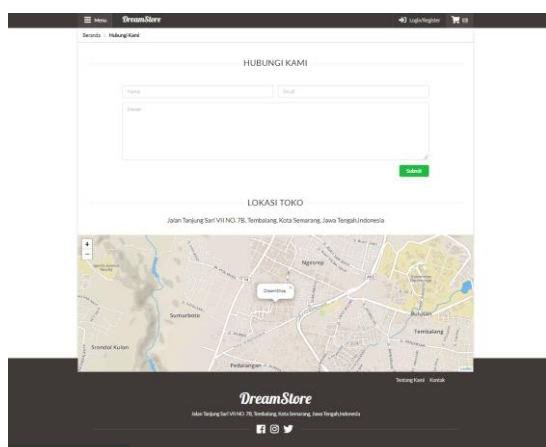 Menu DreamStore Login/Register (0)
Beranda / Hubungi Kami
HUBUNGI KAMI
Nama Email
Pesan
Submit
LOKASI TOKO
Jalan Tanjung Sari VII NO. 7B, Tembalang, Kota Semarang, Jawa Tengah,Indonesia
+
-
Ngesrep
DreamStore
Sumurboto
Bulusan
Tembalang
Srondol Kulon
Pedalangan
Tentang Kami Kontak
DreamStore
Jalan Tanjung Sari VII NO. 7B, Tembalang, Kota Semarang, Jawa Tengah,Indonesia